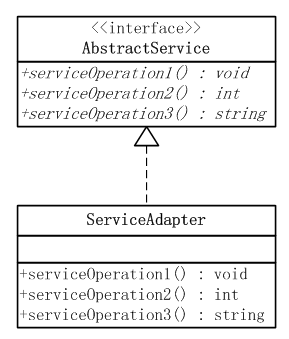 <<interface>>
AbstractService
+serviceOperation1() : void
+serviceOperation2() : int
+serviceOperation3() : string
ServiceAdapter
+serviceOperation1() : void
+serviceOperation2() : int
+serviceOperation3() : string